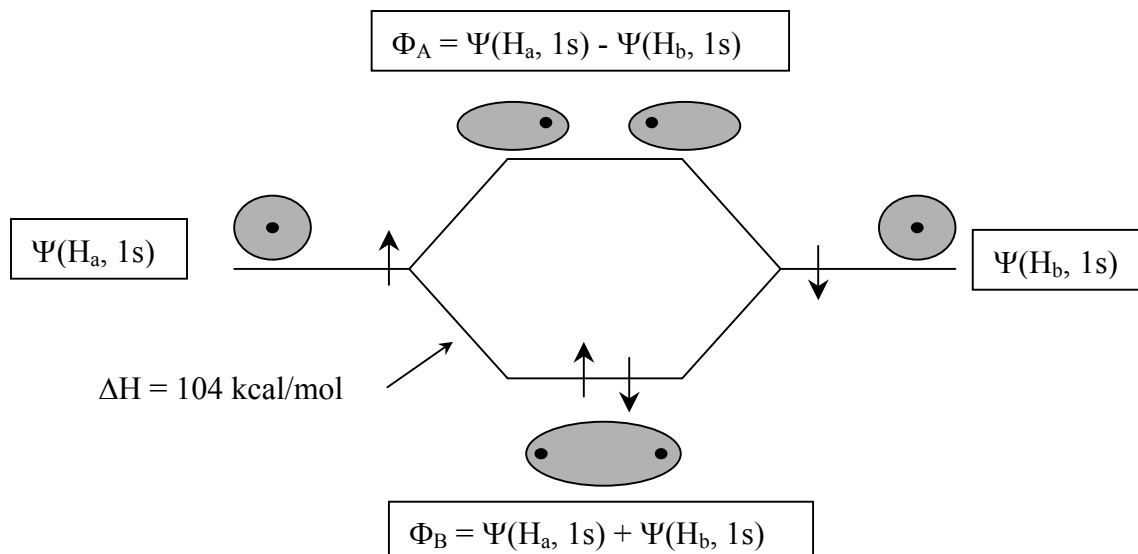 Φ_A = Ψ(H_a, 1s) - Ψ(H_b, 1s)
Ψ(H_a, 1s)
Ψ(H_b, 1s)
ΔH = 104 kcal/mol
Φ_B = Ψ(H_a, 1s) + Ψ(H_b, 1s)